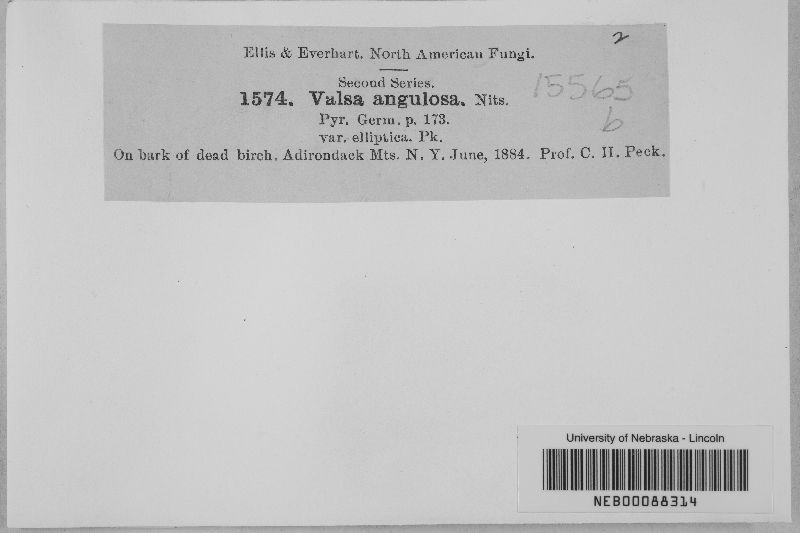 2
Ellis & Everhart. North American Fungi.
Second Series.
1574. Valsa angulosa. Nits.
15565
b
Pyr. Germ. p. 173.
var. elliptica. Pk.
On bark of dead birch. Adirondack Mts. N. Y. June, 1884. Prof. C. H. Peck.
University of Nebraska - Lincoln
NEB00088314